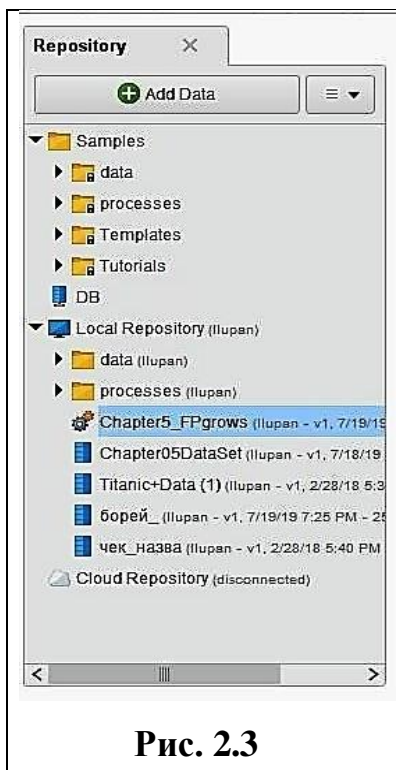 Repository
Add Data
Samples
data
processes
Templates
Tutorials
DB
Local Repository (llupan)
data (llupan)
processes (llupan)
Chapter5_FPgrows (llupan - v1, 7/19/19
Chapter05DataSet (llupan - v1, 7/18/19
Titanic+Data (1) (llupan - v1, 2/28/18 5:3
борей_ (llupan - v1, 7/19/19 7:25 PM - 25
чек_назва (llupan - v1, 2/28/18 5:40 PM
Cloud Repository (disconnected)
Рис. 2.3